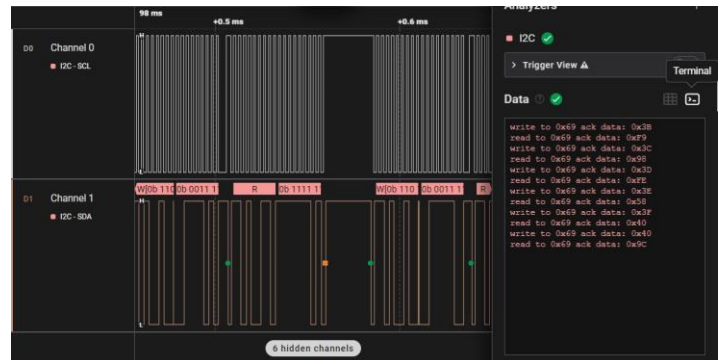 98 ms
+0.5 ms
+0.6 ms
Analyzers
D0
Channel 0
I2C - SCL
H
L
I2C
Trigger View
Terminal
Data
D1
Channel 1
I2C - SDA
W[0b 110
0b 0011 1
R
0b 1111 1
W[0b 110
0b 0011 1
R
H
L
write to 0x69 ack data: 0x3B
read to 0x69 ack data: 0xF9
write to 0x69 ack data: 0x3C
read to 0x69 ack data: 0x98
write to 0x69 ack data: 0x3D
read to 0x69 ack data: 0xFE
write to 0x69 ack data: 0x3E
read to 0x69 ack data: 0x58
write to 0x69 ack data: 0x3F
read to 0x69 ack data: 0x40
write to 0x69 ack data: 0x40
read to 0x69 ack data: 0x9C
6 hidden channels